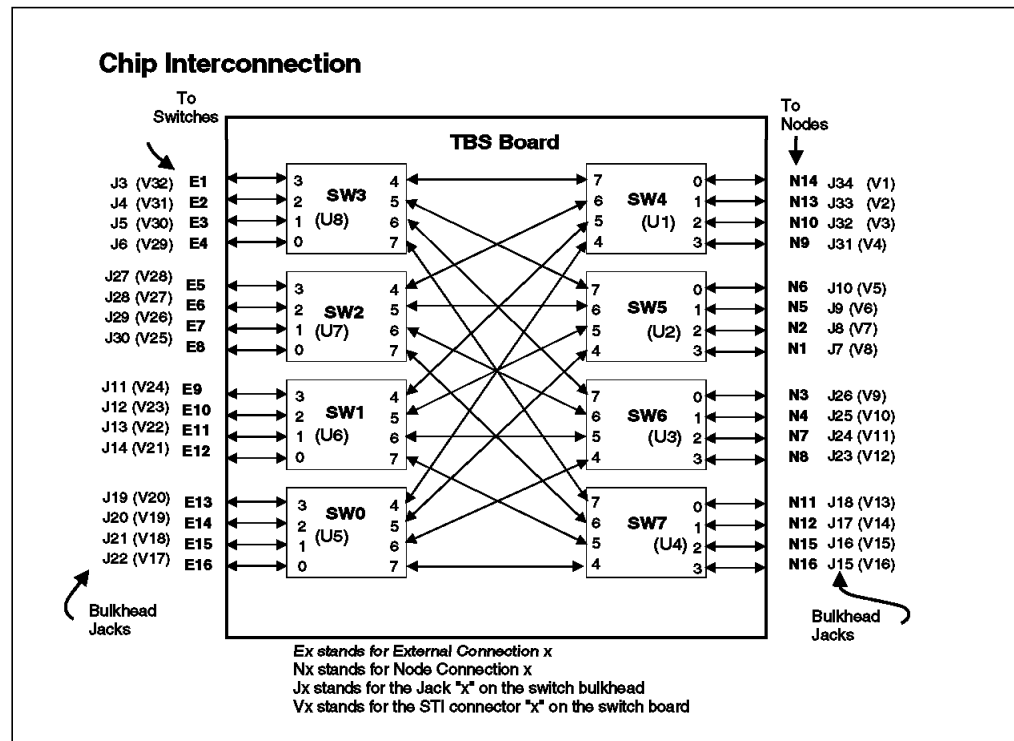 Chip Interconnection
To
Switches
To
Nodes
TBS Board
J3 (V32) E1 3 SW3 4 7 SW4 0 N14 J34 (V1)
J4 (V31) E2 2 (U8) 5 6 (U1) 1 N13 J33 (V2)
J5 (V30) E3 1 6 5 2 N10 J32 (V3)
J6 (V29) E4 0 7 4 3 N9 J31 (V4)
J27 (V28) E5 3 SW2 4 7 SW5 0 N6 J10 (V5)
J28 (V27) E6 2 (U7) 5 6 (U2) 1 N5 J9 (V6)
J29 (V26) E7 1 6 5 2 N2 J8 (V7)
J30 (V25) E8 0 7 4 3 N1 J7 (V8)
J11 (V24) E9 3 SW1 4 7 SW6 0 N3 J26 (V9)
J12 (V23) E10 2 (U6) 5 6 (U3) 1 N4 J25 (V10)
J13 (V22) E11 1 6 5 2 N7 J24 (V11)
J14 (V21) E12 0 7 4 3 N8 J23 (V12)
J19 (V20) E13 3 SW0 4 7 SW7 0 N11 J18 (V13)
J20 (V19) E14 2 (U5) 5 6 (U4) 1 N12 J17 (V14)
J21 (V18) E15 1 6 5 2 N15 J16 (V15)
J22 (V17) E16 0 7 4 3 N16 J15 (V16)
Bulkhead
Jacks
Bulkhead
Jacks
Ex stands for External Connection x
Nx stands for Node Connection x
Jx stands for the Jack "x" on the switch bulkhead
Vx stands for the STI connector "x" on the switch board